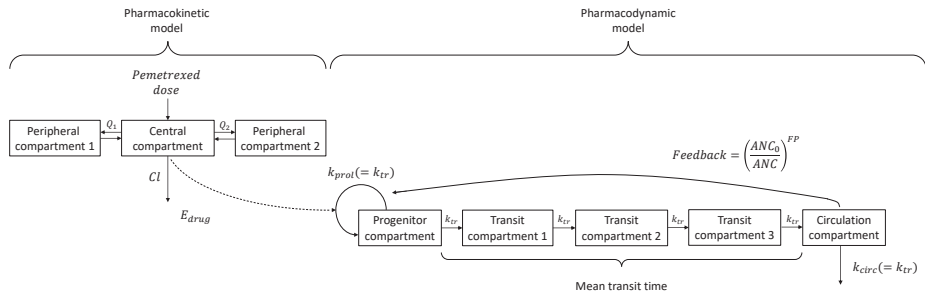 Pharmacokinetic
model
Pharmacodynamic
model
Pemetrexed
dose
Peripheral
compartment 1
Q₁
Central
compartment
Q₂
Peripheral
compartment 2
Cl
E_drug
Feedback = (ANC₀/ANC)^FP
k_prol(= k_tr)
Progenitor
compartment
k_tr
Transit
compartment 1
k_tr
Transit
compartment 2
k_tr
Transit
compartment 3
k_tr
Circulation
compartment
k_circ(= k_tr)
Mean transit time